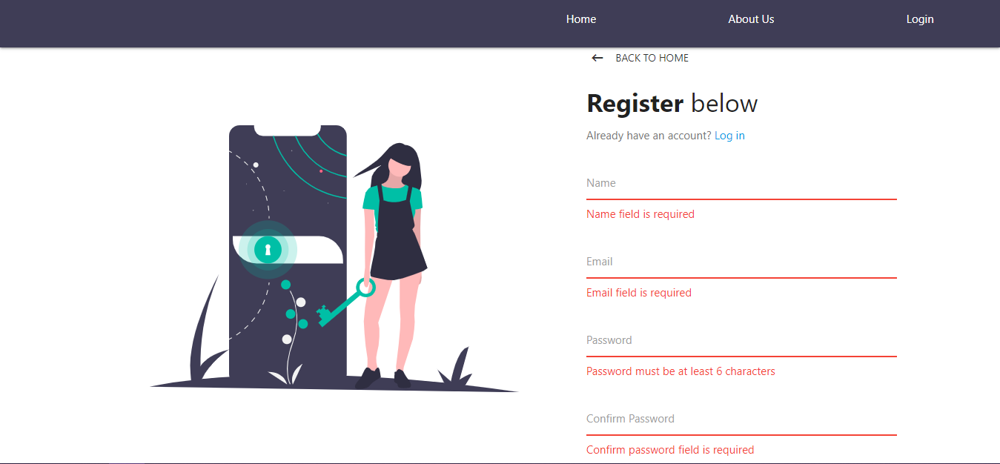 Home About Us Login
BACK TO HOME
Register below
Already have an account? Log in
Name
Name field is required
Email
Email field is required
Password
Password must be at least 6 characters
Confirm Password
Confirm password field is required